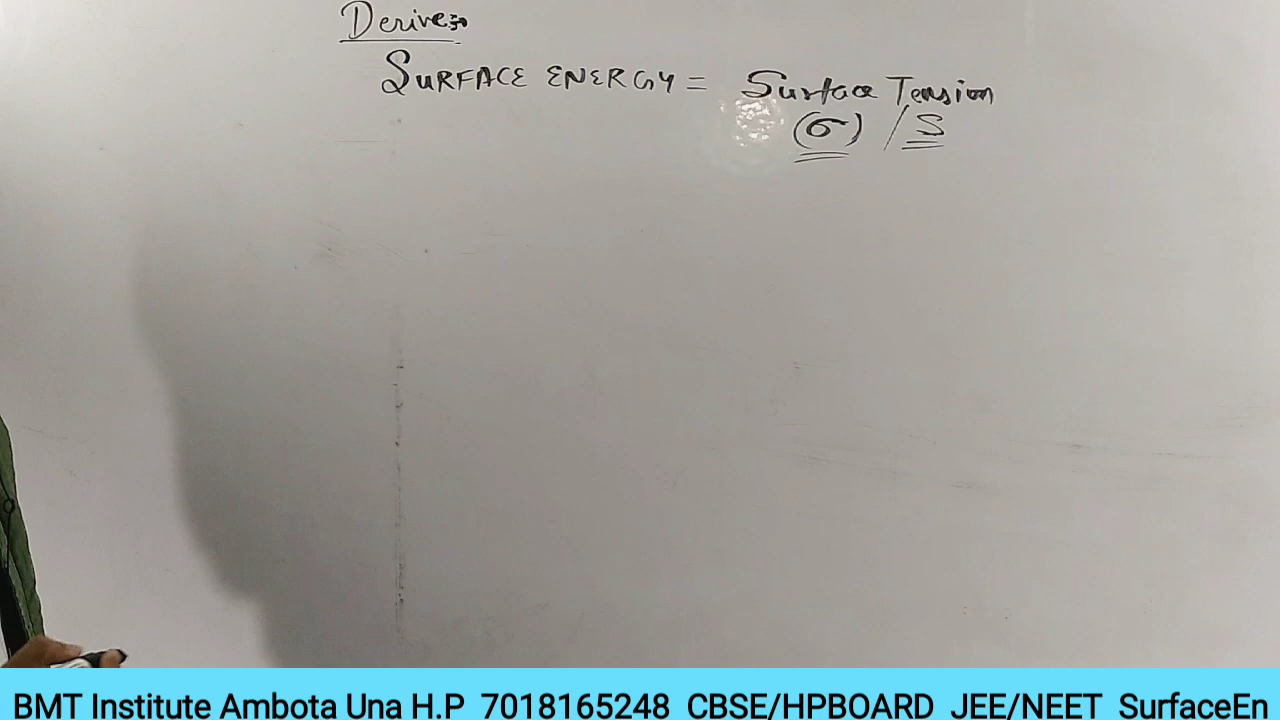 Derive:-
SURFACE ENERGY = Surface Tension
(σ) / S
BMT Institute Ambota Una H.P 7018165248 CBSE/HPBOARD JEE/NEET SurfaceEn